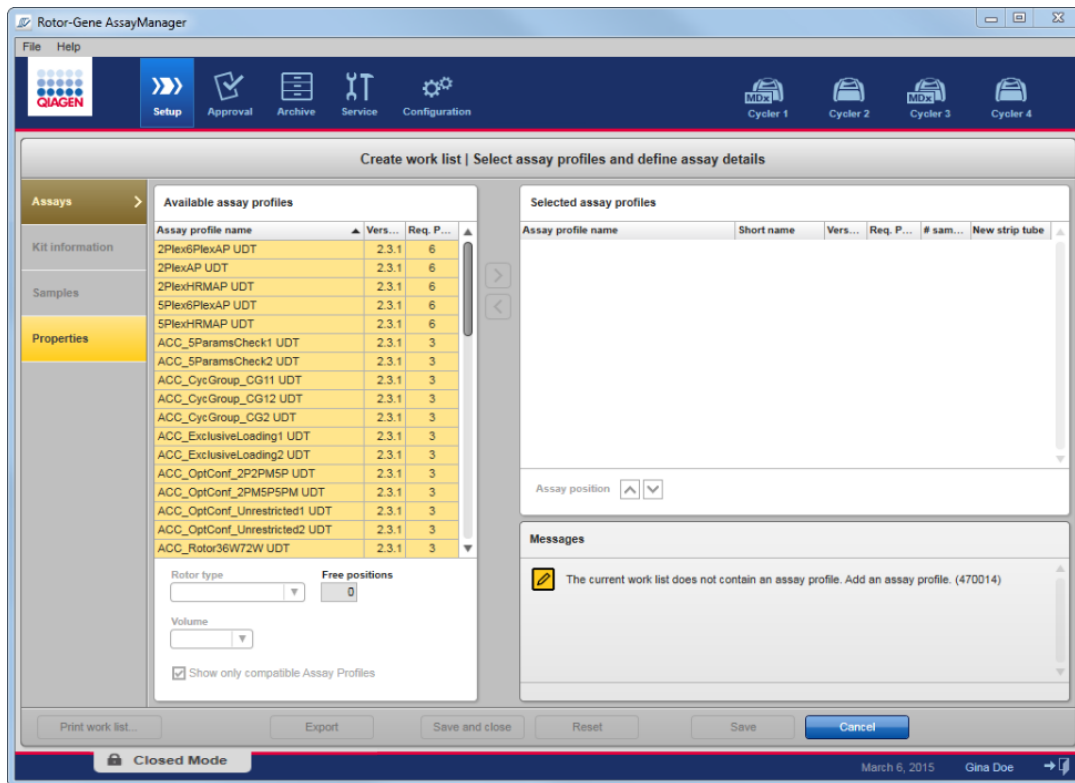 Rotor-Gene AssayManager
File Help
QIAGEN
Setup Approval Archive Service Configuration
MDx Cycler 1 Cycler 2 MDx Cycler 3 Cycler 4
Create work list | Select assay profiles and define assay details
Assays
Kit information
Samples
Properties
Available assay profiles
Assay profile name Vers... Req. P...
2Plex6PlexAP UDT 2.3.1 6
2PlexAP UDT 2.3.1 6
2PlexHRMAP UDT 2.3.1 6
5Plex6PlexAP UDT 2.3.1 6
5PlexHRMAP UDT 2.3.1 6
ACC_5ParamsCheck1 UDT 2.3.1 3
ACC_5ParamsCheck2 UDT 2.3.1 3
ACC_CycGroup_CG11 UDT 2.3.1 3
ACC_CycGroup_CG12 UDT 2.3.1 3
ACC_CycGroup_CG2 UDT 2.3.1 3
ACC_ExclusiveLoading1 UDT 2.3.1 3
ACC_ExclusiveLoading2 UDT 2.3.1 3
ACC_OptConf_2P2PM5P UDT 2.3.1 3
ACC_OptConf_2PM5P5PM UDT 2.3.1 3
ACC_OptConf_Unrestricted1 UDT 2.3.1 3
ACC_OptConf_Unrestricted2 UDT 2.3.1 3
ACC_Rotor36W72W UDT 2.3.1 3
Rotor type Free positions
0
Volume
Show only compatible Assay Profiles
Selected assay profiles
Assay profile name Short name Vers... Req. P... # sam... New strip tube
Assay position
Messages
The current work list does not contain an assay profile. Add an assay profile. (470014)
Print work list... Export Save and close Reset Save Cancel
Closed Mode March 6, 2015 Gina Doe